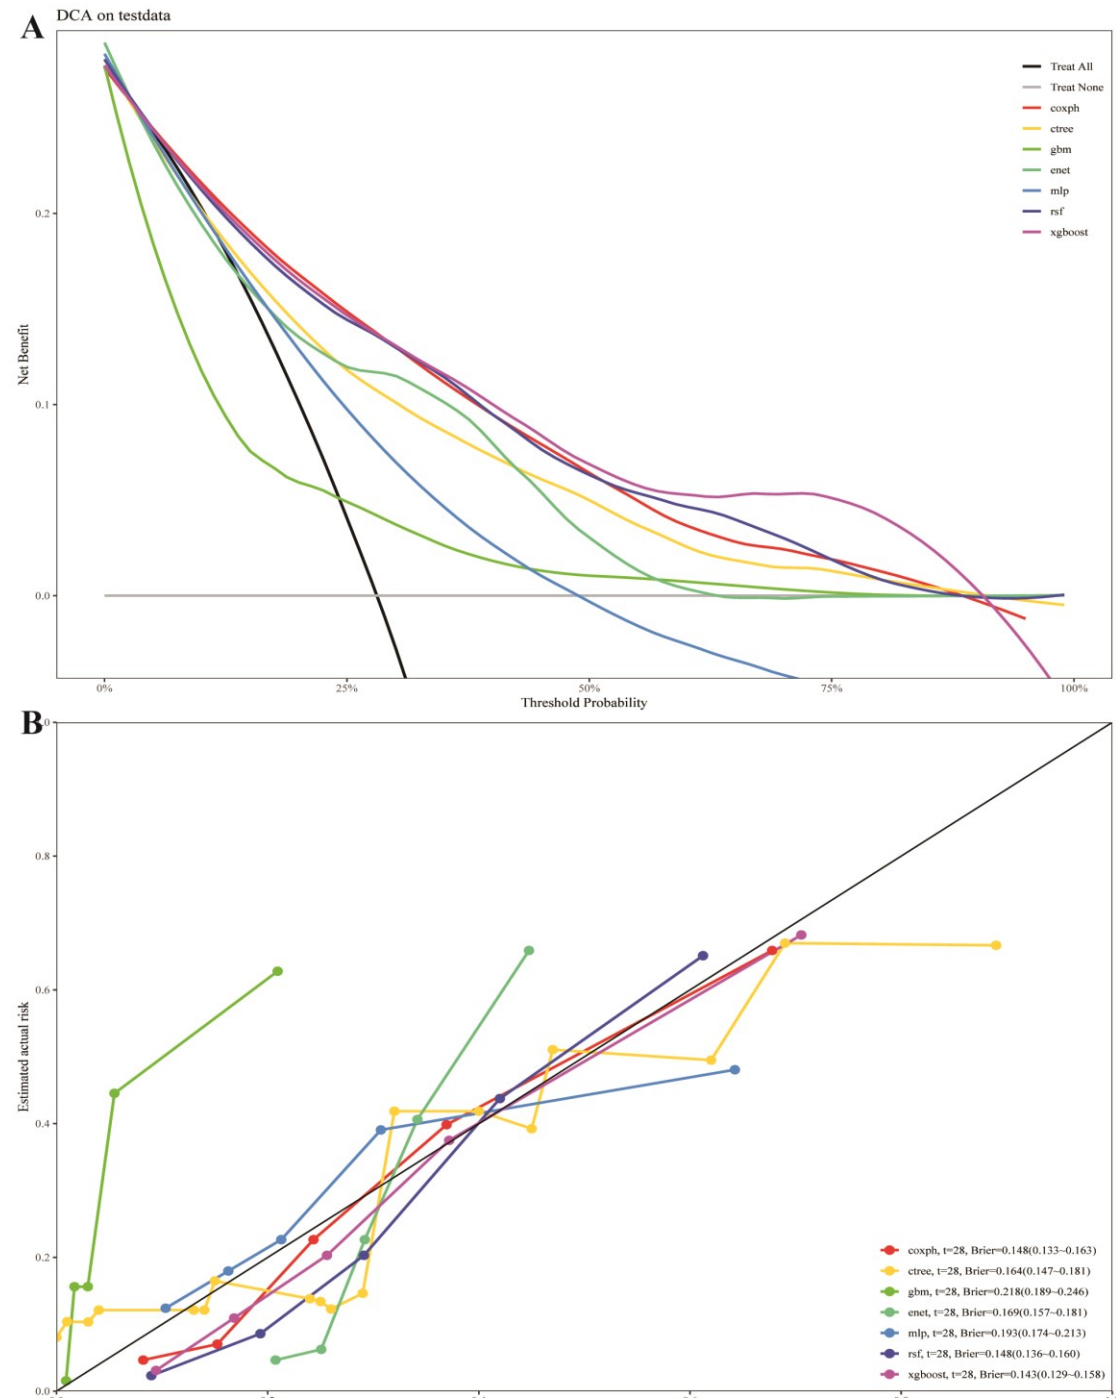 A
DCA on testdata
Treat All
Treat None
coxph
ctree
gbm
enet
mlp
rsf
xgboost
Net Benefit
0.2
0.1
0.0
0%
25%
50%
75%
100%
Threshold Probability
B
Estimated actual risk
0.8
0.6
0.4
0.2
0.0
coxph, t=28, Brier=0.148(0.133~0.163)
ctree, t=28, Brier=0.164(0.147~0.181)
gbm, t=28, Brier=0.218(0.189~0.246)
enet, t=28, Brier=0.169(0.157~0.181)
mlp, t=28, Brier=0.193(0.174~0.213)
rsf, t=28, Brier=0.148(0.136~0.160)
xgboost, t=28, Brier=0.143(0.129~0.158)